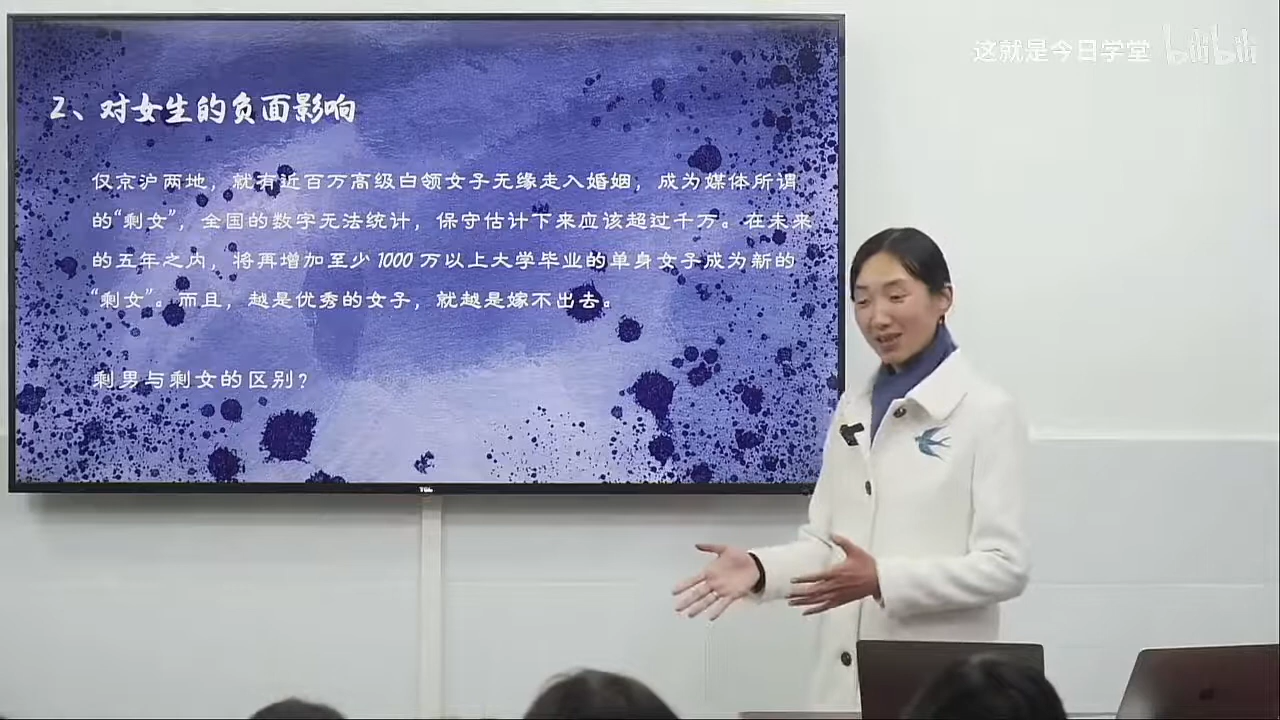 这就是今日学堂 bilibili
2、对女生的负面影响
仅京沪两地，就有近百万高级白领女子无缘走入婚姻，成为媒体所谓
的“剩女”，全国的数字无法统计，保守估计下来应该超过千万。在未来
的五年之内，将再增加至少1000万以上大学毕业的单身女子成为新的
“剩女”。而且，越是优秀的女子，就越是嫁不出去。
剩男与剩女的区别？
TCL